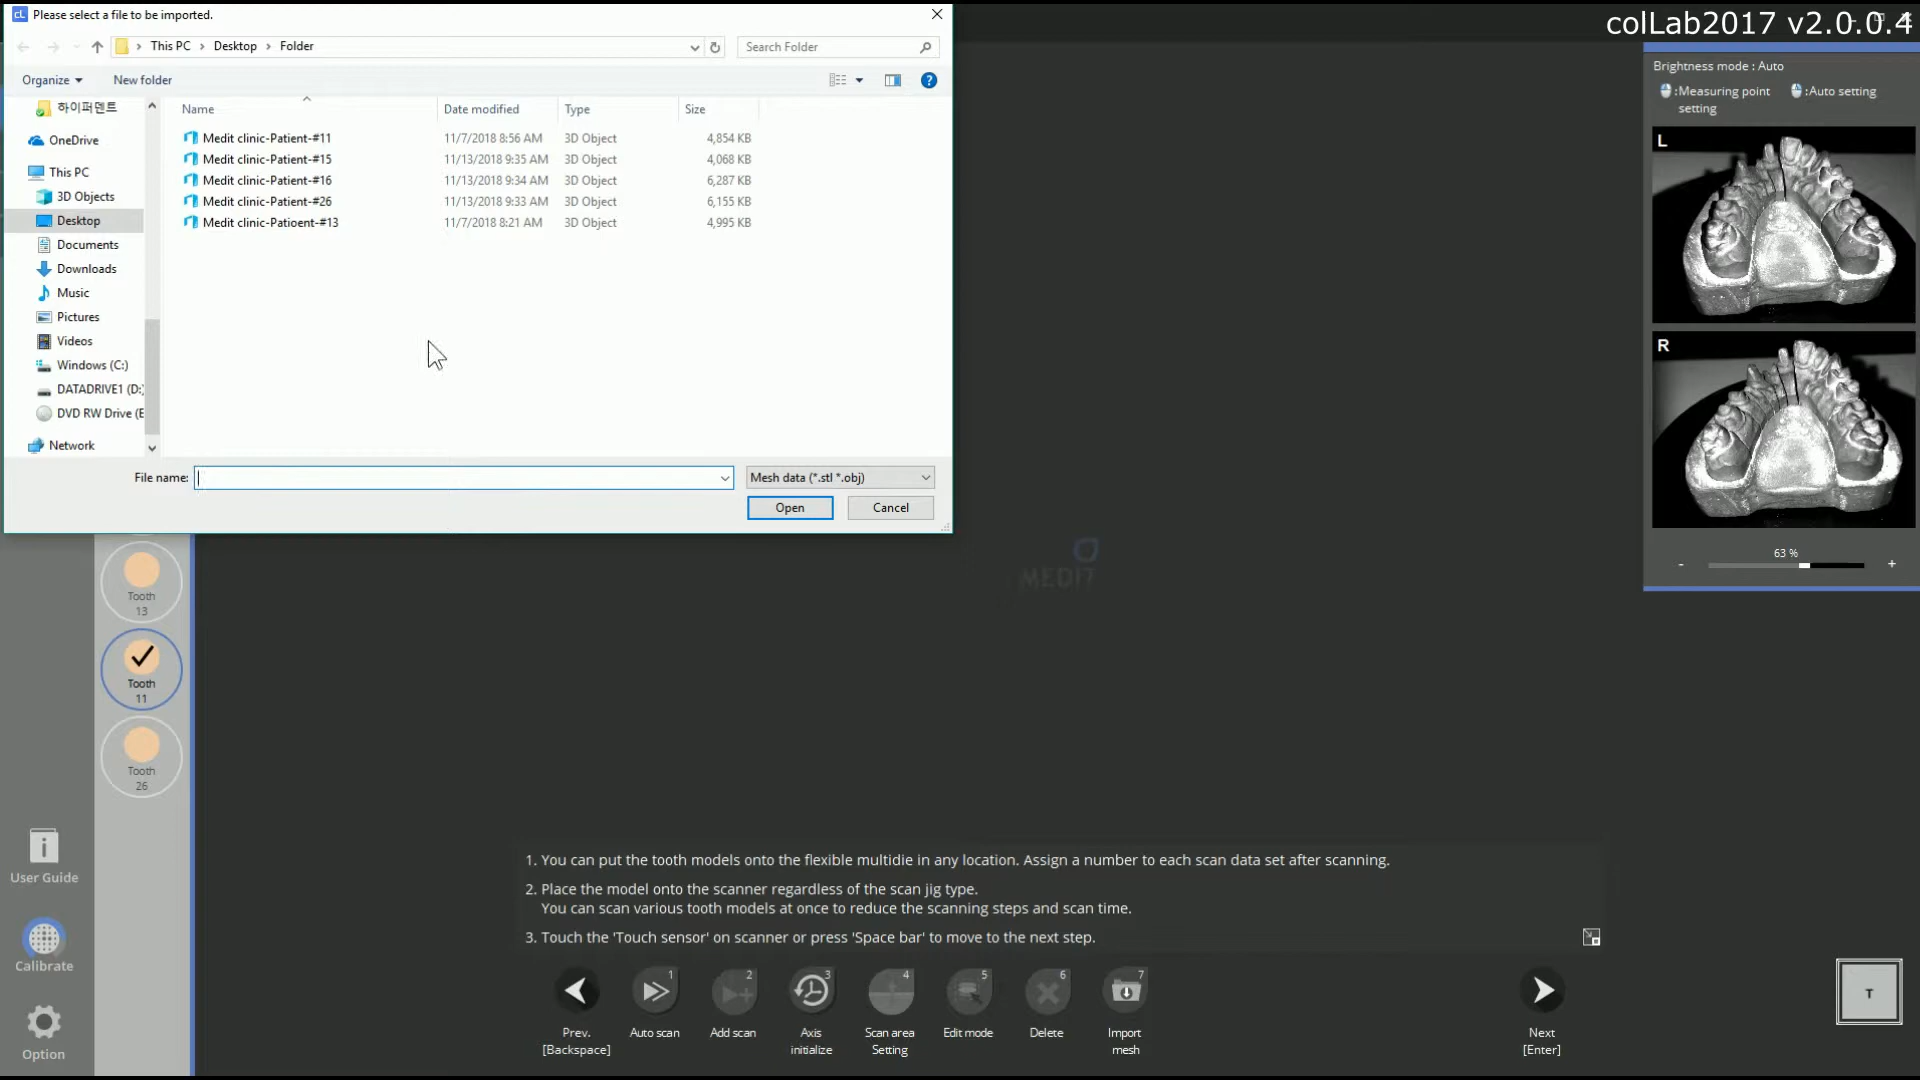 Please select a file to be imported.
colLab2017 v2.0.0.4
This PC > Desktop > Folder
Search Folder
Organize
New folder
Name
Date modified
Type
Size
Medit clinic-Patient-#11 11/7/2018 8:56 AM 3D Object 4,854 KB
Medit clinic-Patient-#15 11/13/2018 9:35 AM 3D Object 4,068 KB
Medit clinic-Patient-#16 11/13/2018 9:34 AM 3D Object 6,287 KB
Medit clinic-Patient-#26 11/13/2018 9:33 AM 3D Object 6,155 KB
Medit clinic-Patioent-#13 11/7/2018 8:21 AM 3D Object 4,995 KB
하이퍼덴트
OneDrive
This PC
3D Objects
Desktop
Documents
Downloads
Music
Pictures
Videos
Windows (C:)
DATADRIVE1 (D:)
DVD RW Drive (E
Network
File name:
Mesh data (*.stl *.obj)
Open
Cancel
Brightness mode : Auto
:Measuring point
setting
:Auto setting
L
R
63 %
- +
MEDIT
Tooth
13
Tooth
11
Tooth
26
User Guide
Calibrate
Option
1. You can put the tooth models onto the flexible multidie in any location. Assign a number to each scan data set after scanning.
2. Place the model onto the scanner regardless of the scan jig type.
You can scan various tooth models at once to reduce the scanning steps and scan time.
3. Touch the 'Touch sensor' on scanner or press 'Space bar' to move to the next step.
Prev.
[Backspace]
1
Auto scan
2
Add scan
3
Axis
initialize
4
Scan area
Setting
5
Edit mode
6
Delete
7
Import
mesh
Next
[Enter]
T